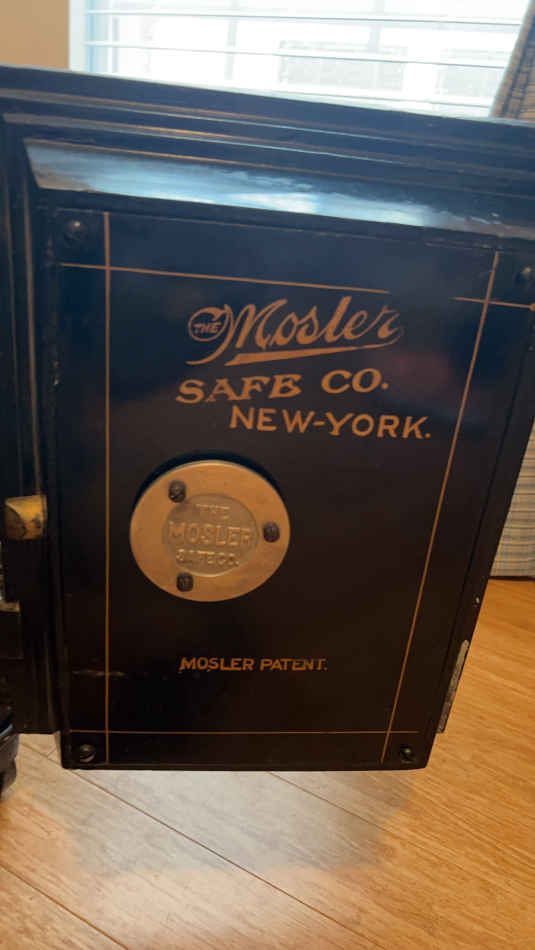 THE Mosler
SAFE CO.
NEW-YORK.
THE
MOSLER
SAFE CO.
MOSLER PATENT.